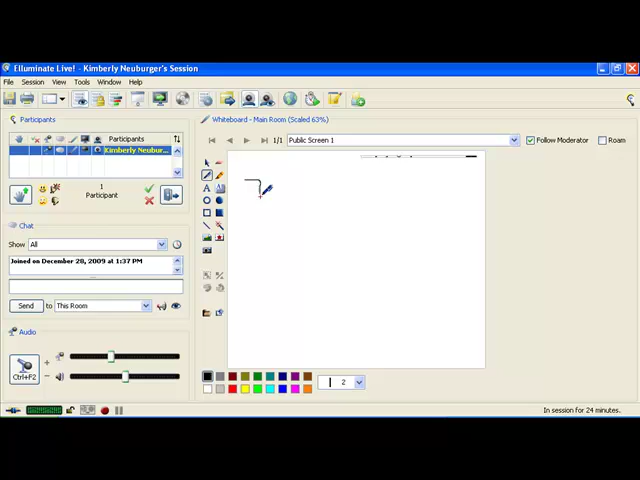 Elluminate Live! - Kimberly Neuburger's Session
File Session View Tools Window Help
Participants
Participants
Kimberly Neubur...
1
Participant
Chat
Show All
Joined on December 28, 2009 at 1:37 PM
Send to This Room
Audio
Ctrl+F2
Whiteboard - Main Room (Scaled 63%)
1/1 Public Screen 1 Follow Moderator Roam
A A
2
In session for 24 minutes.